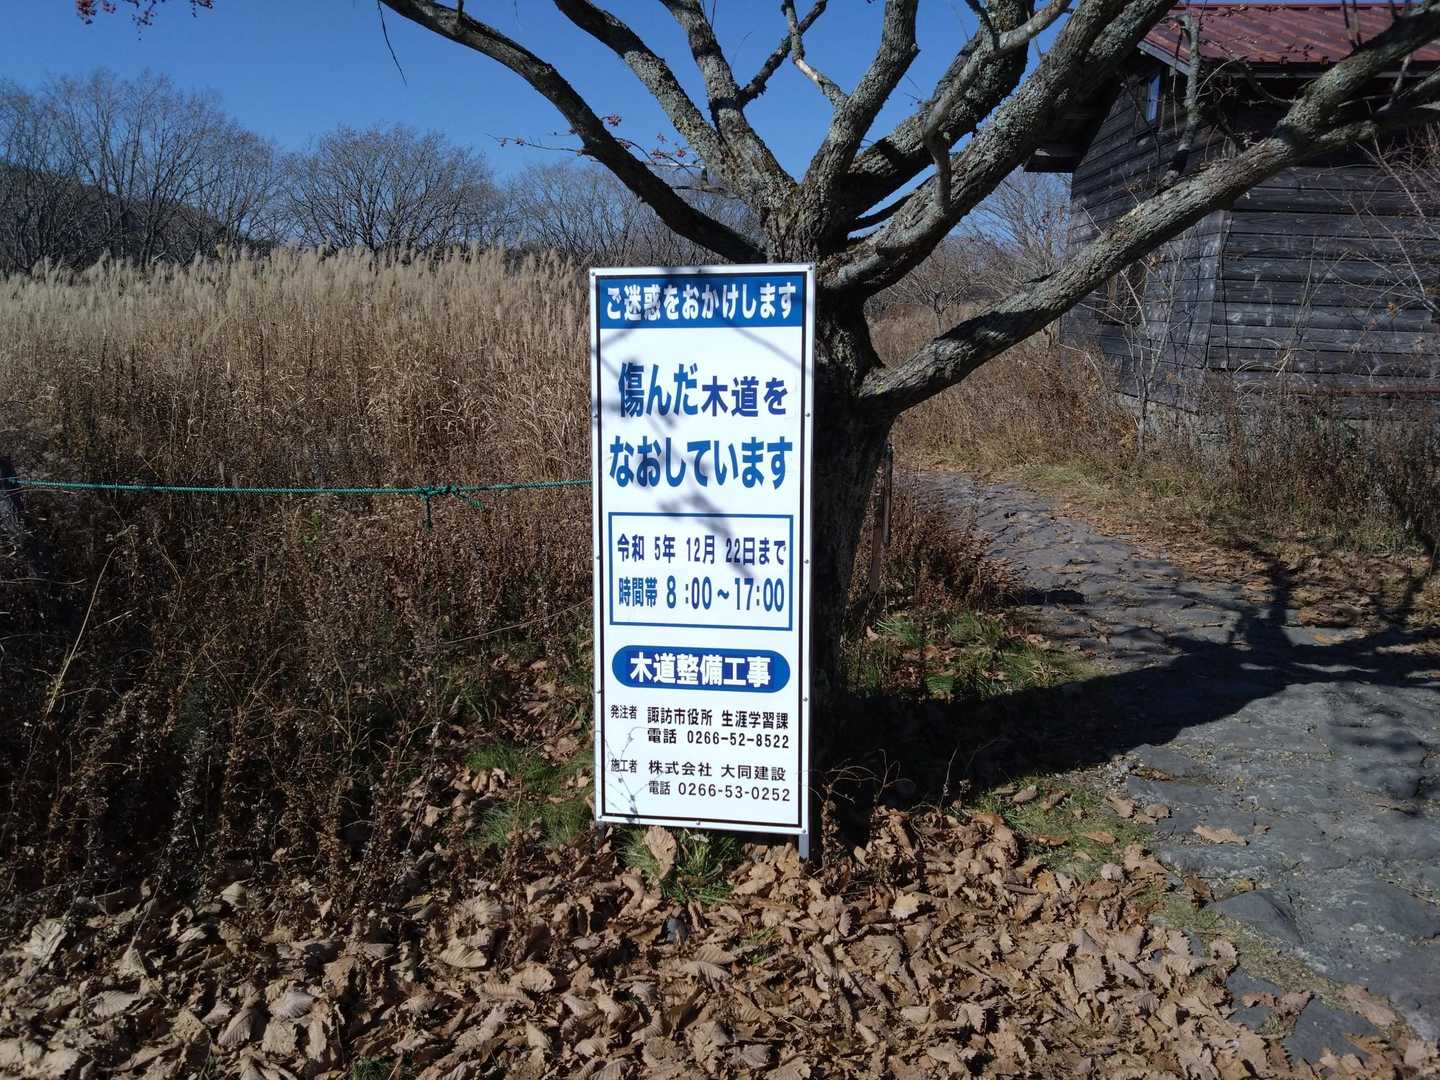 ご迷惑をおかけします
傷んだ木道を
なおしています
令和 5年 12月 22日まで
時間帯 8:00~17:00
木道整備工事
発注者 諏訪市役所 生涯学習課
電話 0266-52-8522
施工者 株式会社 大同建設
電話 0266-53-0252